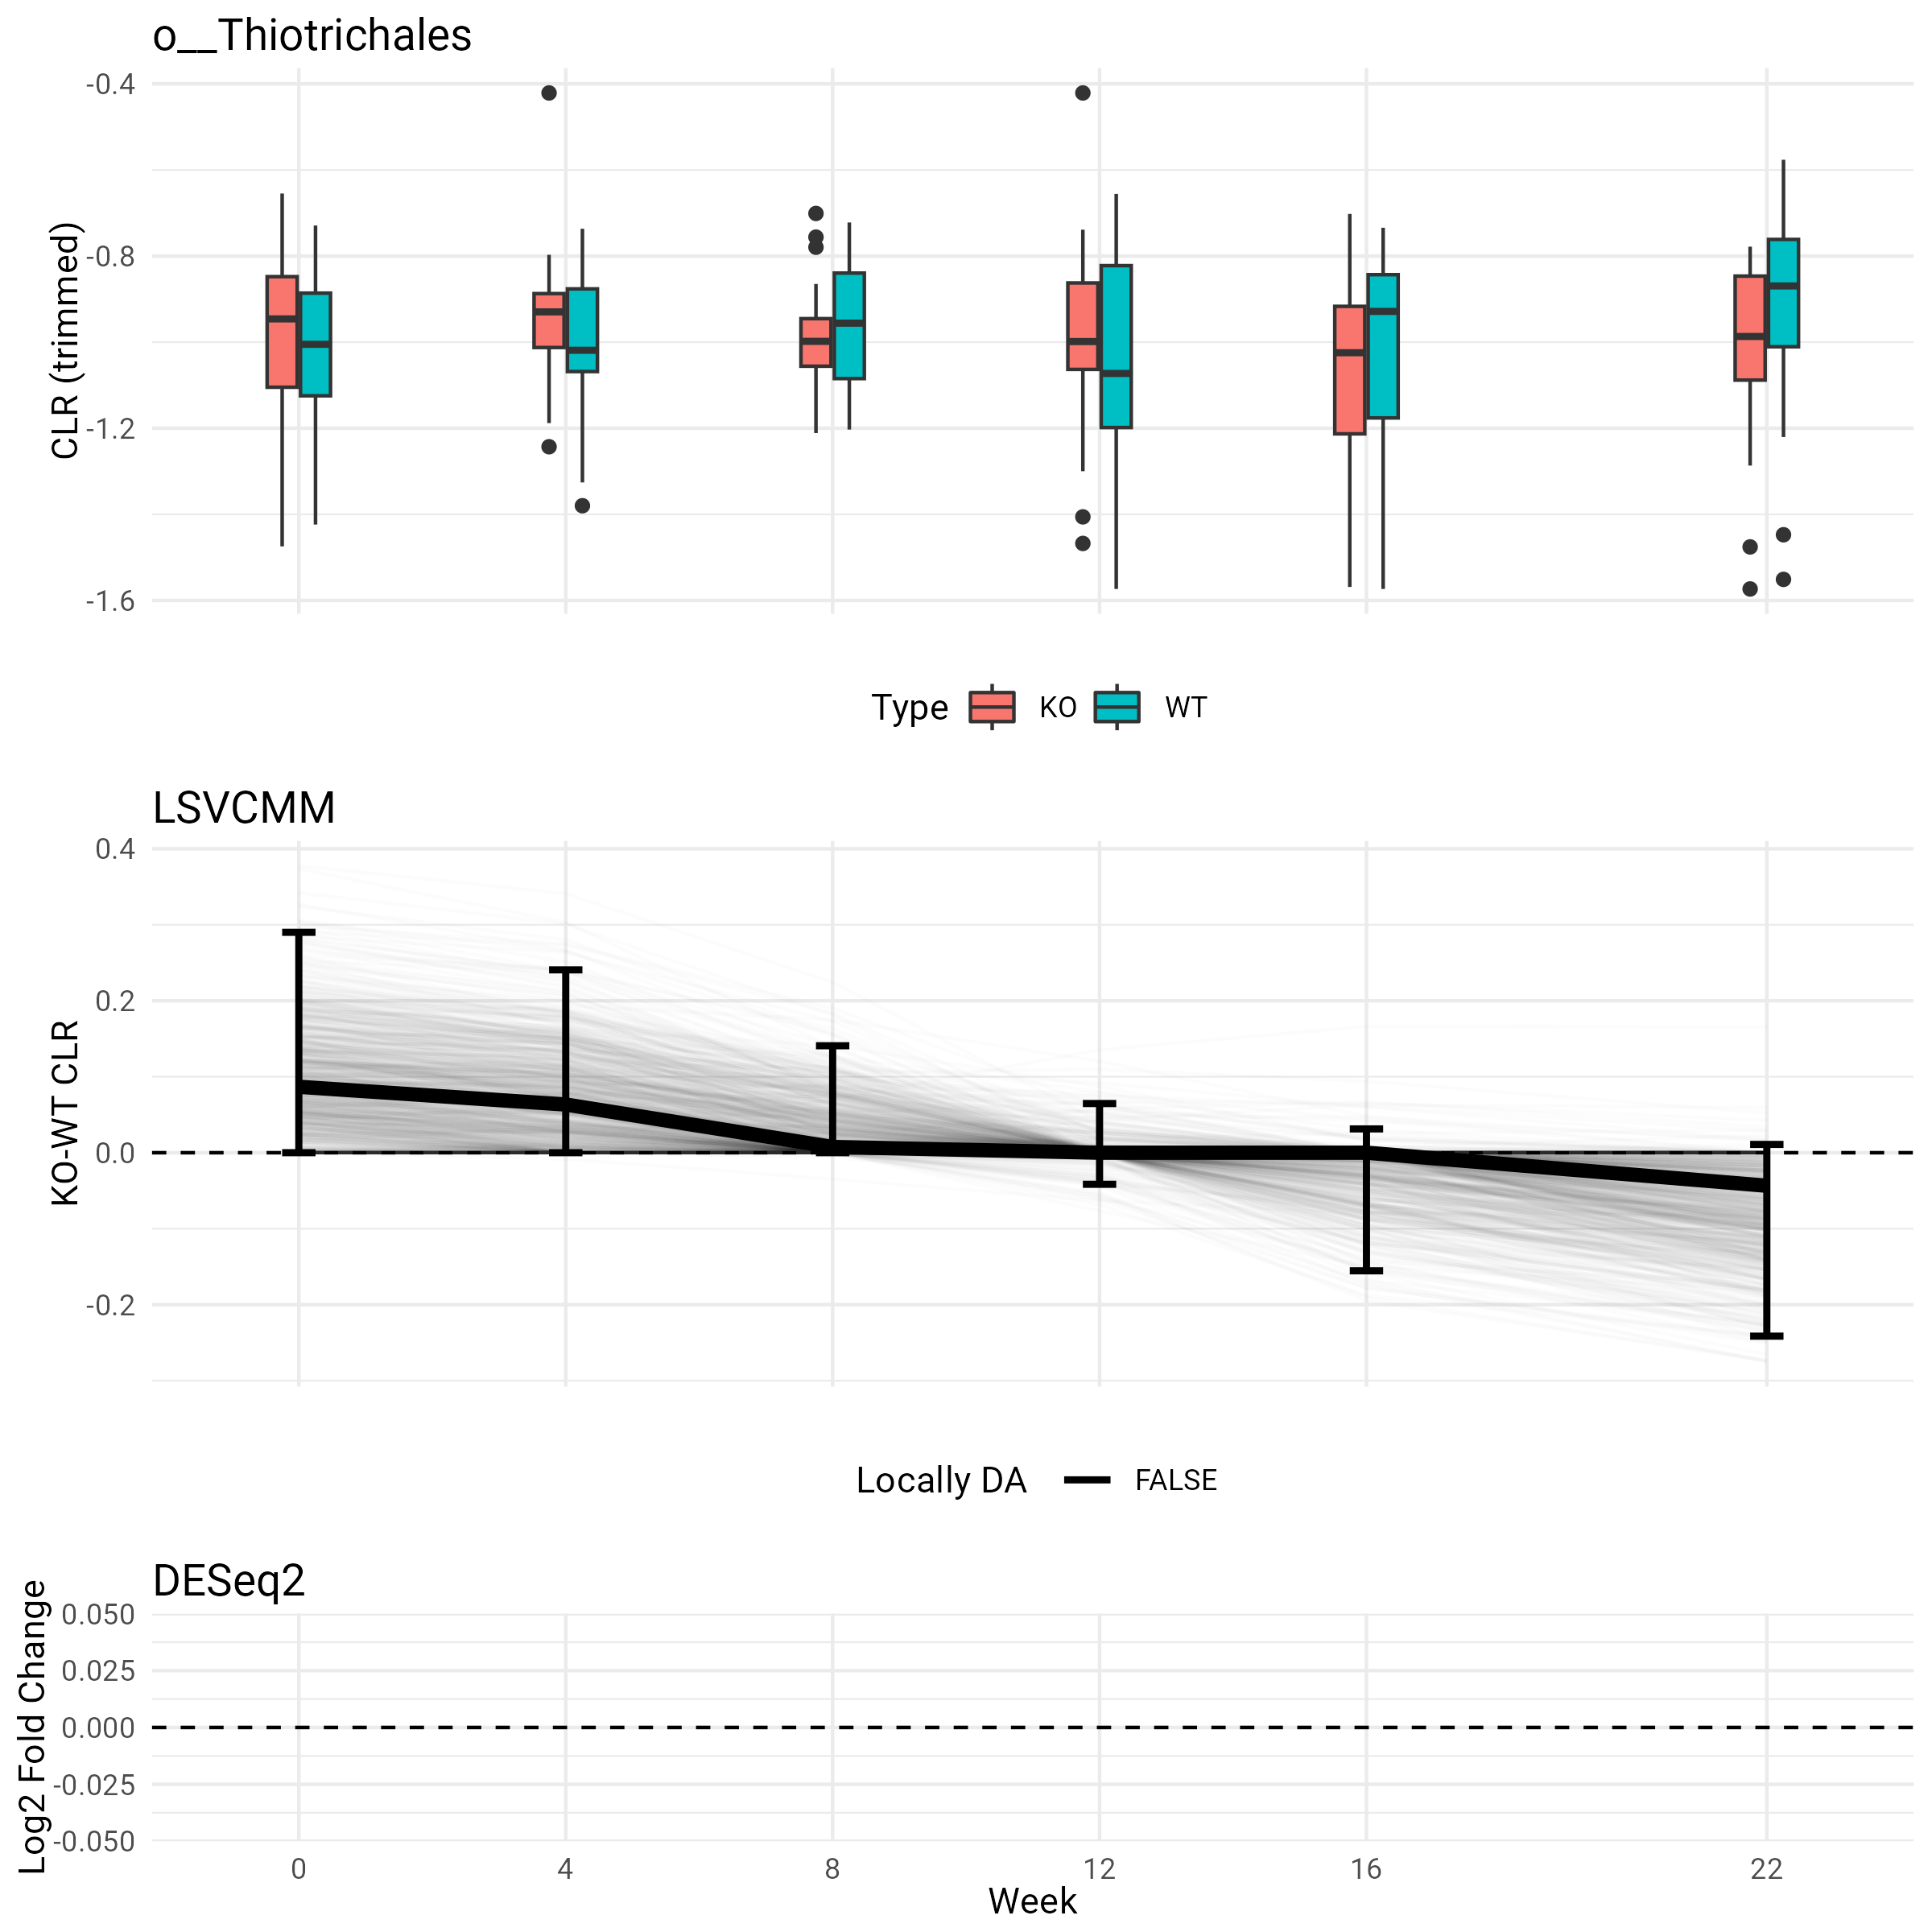 o__Thiotrichales
CLR (trimmed)
-0.4
-0.8
-1.2
-1.6
Type KO WT
LSVCMM
KO-WT CLR
0.4
0.2
0.0
-0.2
Locally DA FALSE
DESeq2
Log2 Fold Change
0.050
0.025
0.000
-0.025
-0.050
0 4 8 12 16 22
Week